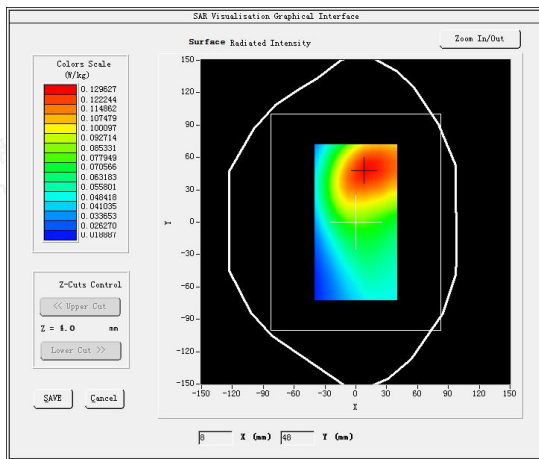 SAR Visualization Graphical Interface
Surface Radiated Intensity
Zoom In/Out
Colors Scale
(W/kg)
0.129627
0.122244
0.114862
0.107479
0.100097
0.092714
0.085331
0.077949
0.070566
0.063183
0.055801
0.048418
0.041035
0.033653
0.026270
0.018887
Z-Cuts Control
<< Upper Cut
Z = 4.0 mm
Lower Cut >>
SAVE
Cancel
150
120
90
60
30
0
-30
-60
-90
-120
-150
Y
-150 -120 -90 -60 -30 0 30 60 90 120 150
X
8 X (mm) 48 Y (mm)